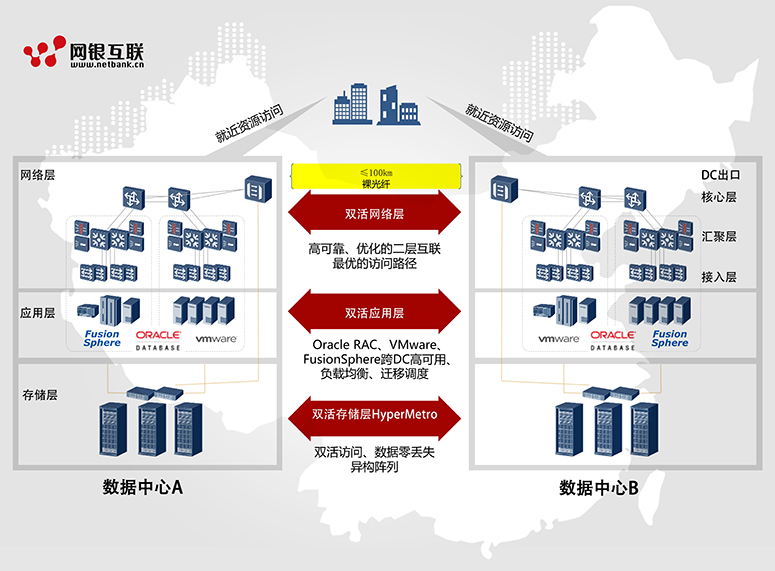 网银互联
www.netbank.cn
就近资源访问
就近资源访问
网络层
≤100km
裸光纤
DC出口
核心层
双活网络层
汇聚层
高可靠、优化的二层互联
最优的访问路径
接入层
应用层
双活应用层
Fusion
Sphere
ORACLE
DATABASE
vmware
Oracle RAC、VMware、
FusionSphere跨DC高可用、
负载均衡、迁移调度
vmware
ORACLE
DATABASE
Fusion
Sphere
存储层
双活存储层HyperMetro
双活访问、数据零丢失
异构阵列
数据中心A
数据中心B